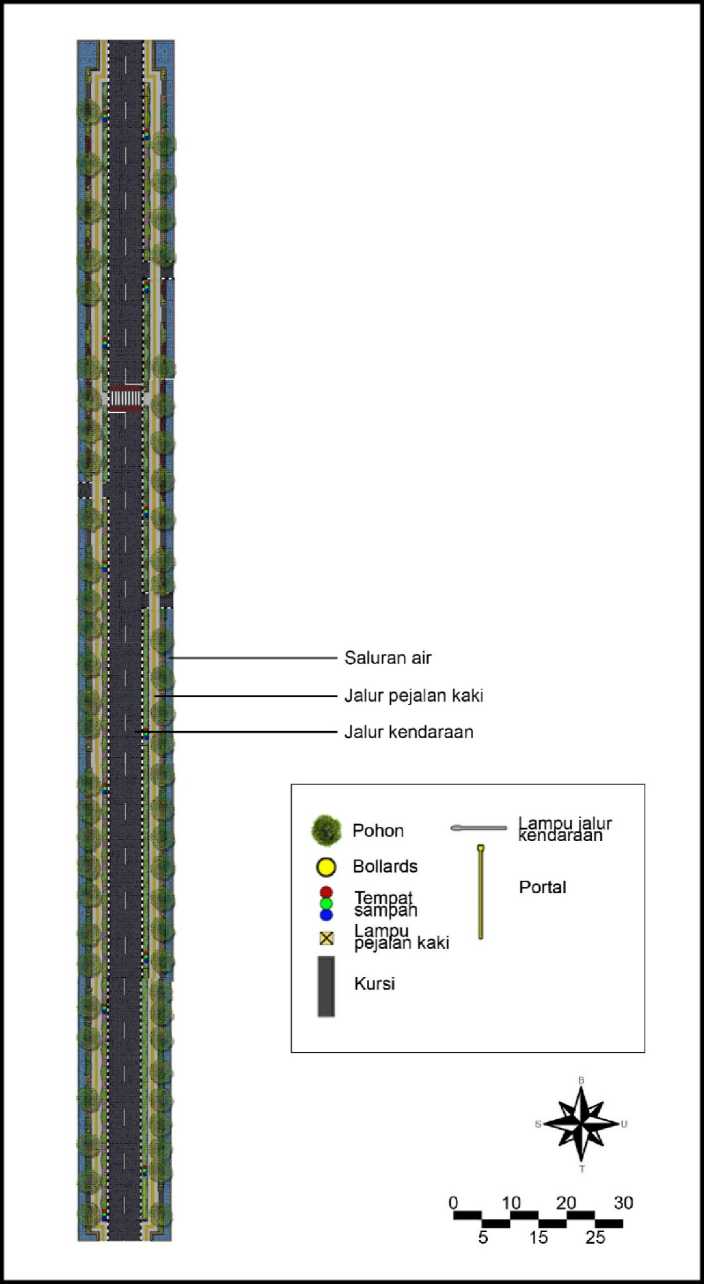 Saluran air
Jalur pejalan kaki
Jalur kendaraan
Pohon
Bollards
Tempat
sampah
Lampu
pejalan kaki
Kursi
Lampu jalur
kendaraan
Portal
B
S U
T
0 10 20 30
5 15 25